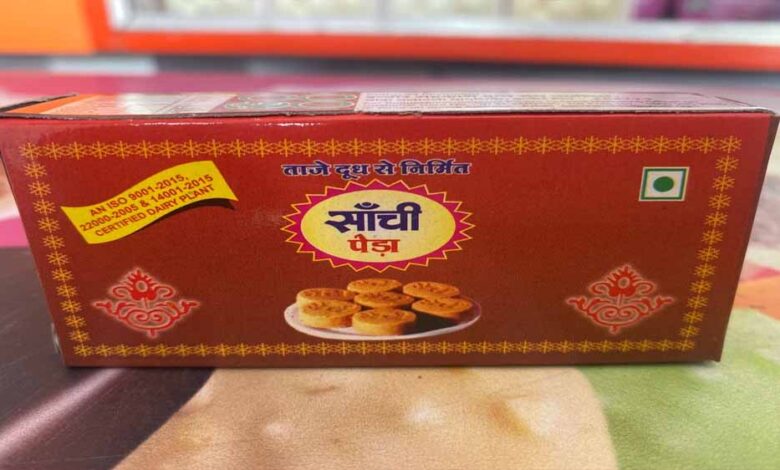 ताजे दूध से निर्मित
AN ISO 9001-2015,
22000-2005 & 14001-2015
CERTIFIED DAIRY PLANT
साँची
पेड़ा